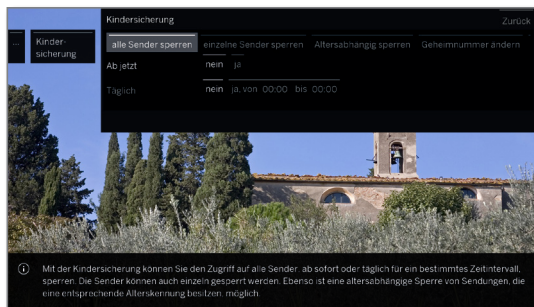 Kindersicherung
Zurück
...
Kinder-
sicherung
alle Sender sperren
einzelne Sender sperren
Altersabhängig sperren
Geheimnummer ändern
Ab jetzt
nein
ja
Täglich
nein
ja, von 00:00 bis 00:00
Mit der Kindersicherung können Sie den Zugriff auf alle Sender, ab sofort oder täglich für ein bestimmtes Zeitintervall,
sperren. Die Sender können auch einzeln gesperrt werden. Ebenso ist eine altersabhängige Sperre von Sendungen, die
eine entsprechende Alterskennung besitzen, möglich.